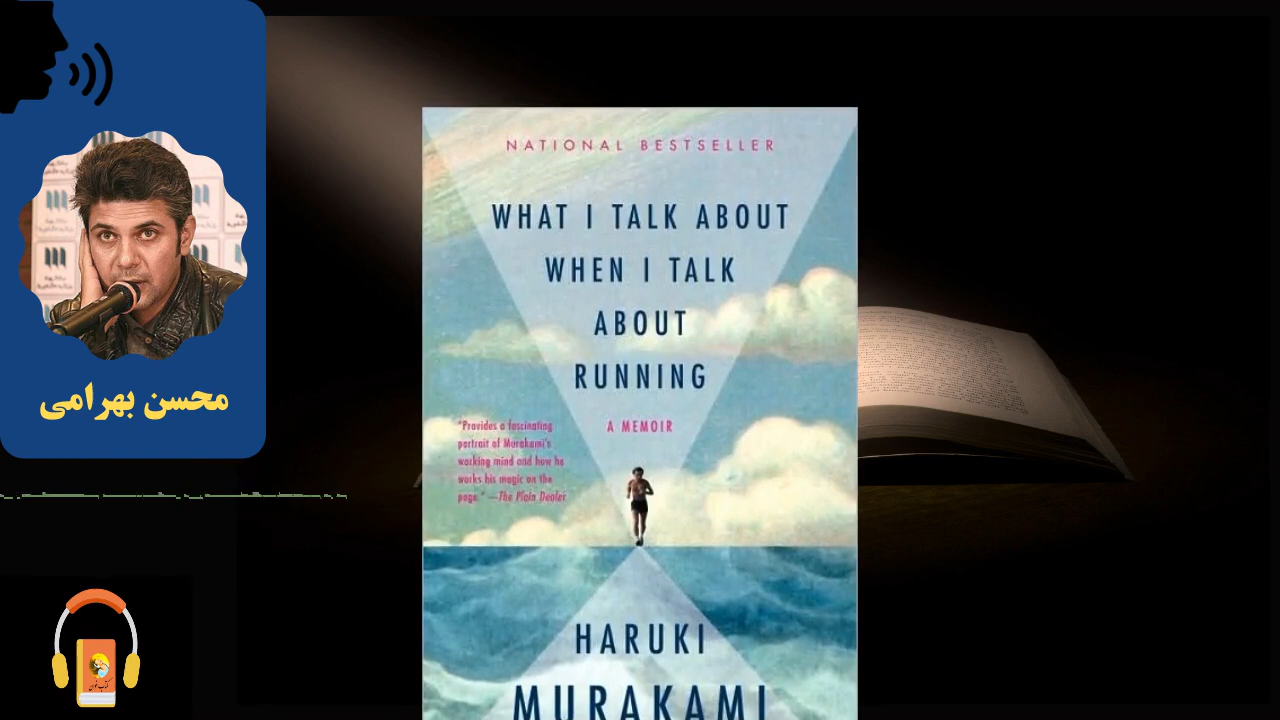 محسن بهرامی
NATIONAL BESTSELLER
WHAT I TALK ABOUT
WHEN I TALK
ABOUT
RUNNING
A MEMOIR
"Provides a fascinating
portrait of Murakami's
working mind and how he
works his magic on the
page." —The Plain Dealer
HARUKI
MURAKAMI